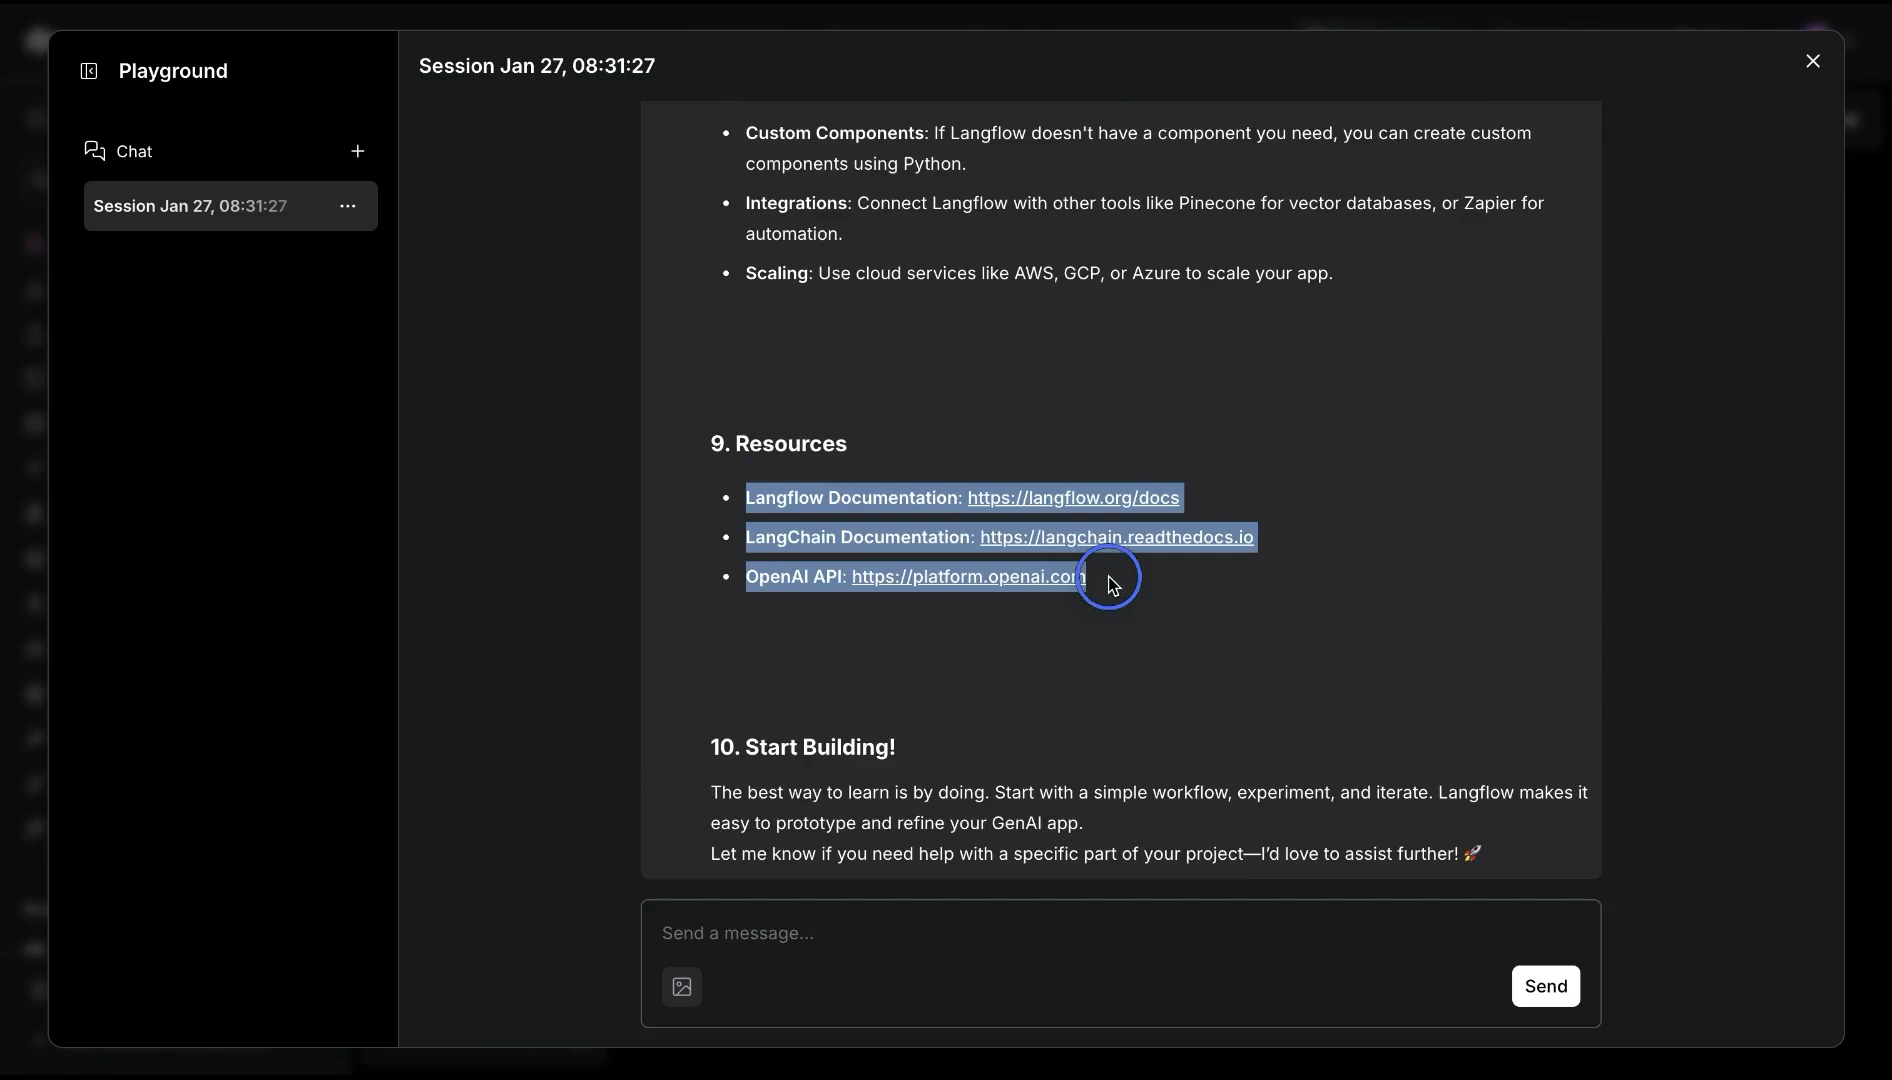 Playground
Session Jan 27, 08:31:27
Chat
Session Jan 27, 08:31:27
• Custom Components: If Langflow doesn't have a component you need, you can create custom
components using Python.
• Integrations: Connect Langflow with other tools like Pinecone for vector databases, or Zapier for
automation.
• Scaling: Use cloud services like AWS, GCP, or Azure to scale your app.
9. Resources
• Langflow Documentation: https://langflow.org/docs
• LangChain Documentation: https://langchain.readthedocs.io
• OpenAI API: https://platform.openai.com
10. Start Building!
The best way to learn is by doing. Start with a simple workflow, experiment, and iterate. Langflow makes it
easy to prototype and refine your GenAI app.
Let me know if you need help with a specific part of your project—I’d love to assist further! 🚀
Send a message...
Send